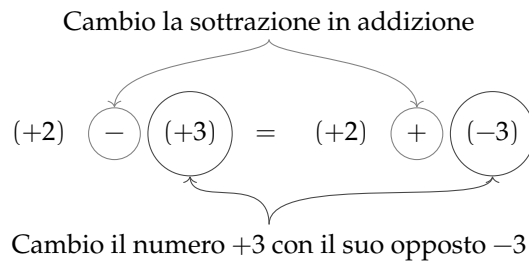 Cambio la sottrazione in addizione
(+2) − (+3) = (+2) + (−3)
Cambio il numero +3 con il suo opposto −3